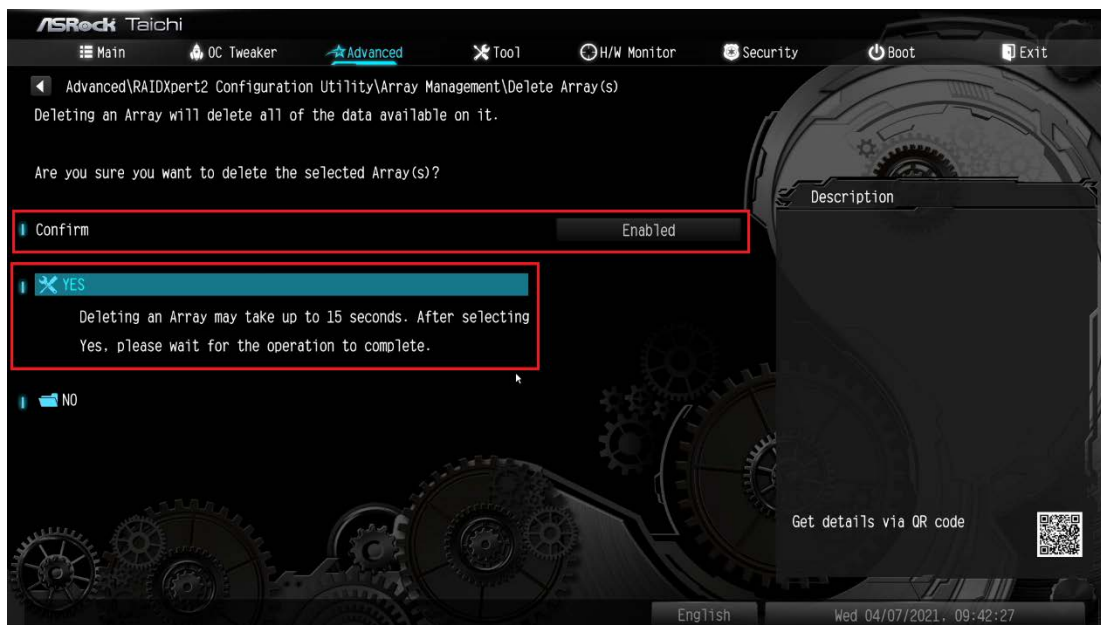 ASRock Taichi
Main OC Tweaker Advanced Tool H/W Monitor Security Boot Exit
Advanced\RAIDXpert2 Configuration Utility\Array Management\Delete Array(s)
Deleting an Array will delete all of the data available on it.
Are you sure you want to delete the selected Array(s)?
Description
Confirm Enabled
YES
Deleting an Array may take up to 15 seconds. After selecting
Yes, please wait for the operation to complete.
NO
Get details via QR code
English Wed 04/07/2021, 09:42:27